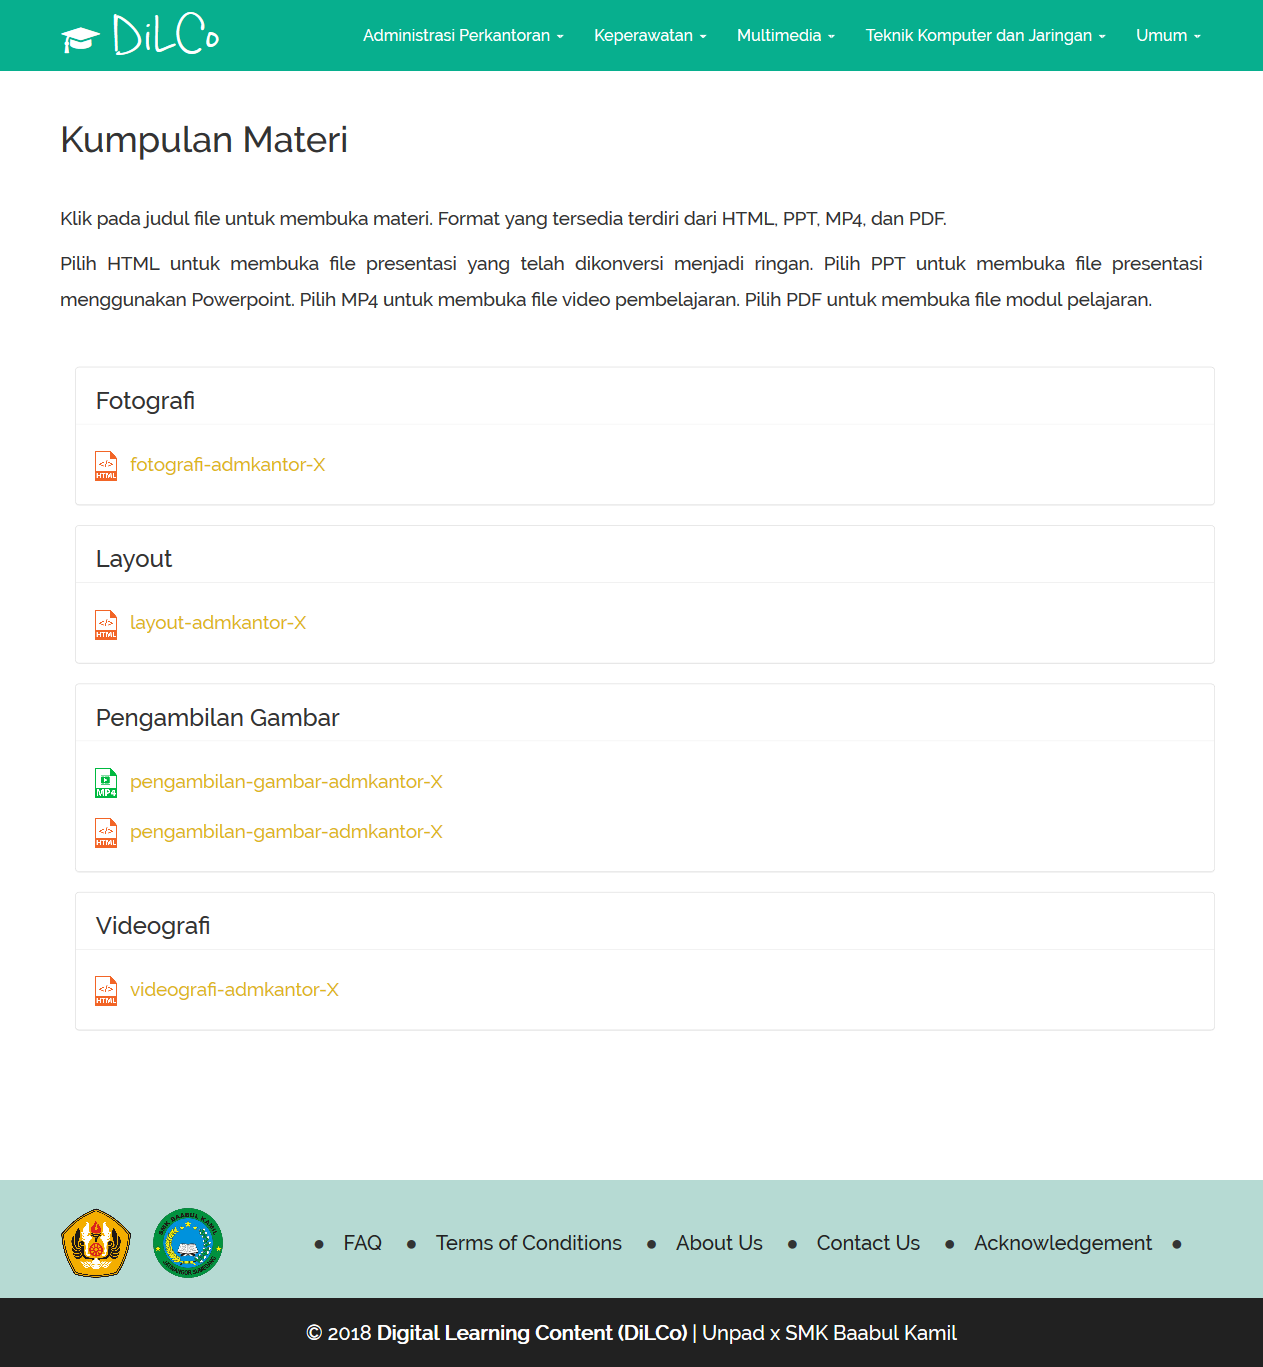 DiLCo
Administrasi Perkantoran
Keperawatan
Multimedia
Teknik Komputer dan Jaringan
Umum
Kumpulan Materi
Klik pada judul file untuk membuka materi. Format yang tersedia terdiri dari HTML, PPT, MP4, dan PDF.
Pilih HTML untuk membuka file presentasi yang telah dikonversi menjadi ringan. Pilih PPT untuk membuka file presentasi
menggunakan Powerpoint. Pilih MP4 untuk membuka file video pembelajaran. Pilih PDF untuk membuka file modul pelajaran.
Fotografi
</> HTML
fotografi-admkantor-X
Layout
</> HTML
layout-admkantor-X
Pengambilan Gambar
MP4
pengambilan-gambar-admkantor-X
</> HTML
pengambilan-gambar-admkantor-X
Videografi
</> HTML
videografi-admkantor-X
SMK BAABUL KAMIL
• FAQ • Terms of Conditions • About Us • Contact Us • Acknowledgement •
© 2018 Digital Learning Content (DiLCo) | Unpad x SMK Baabul Kamil